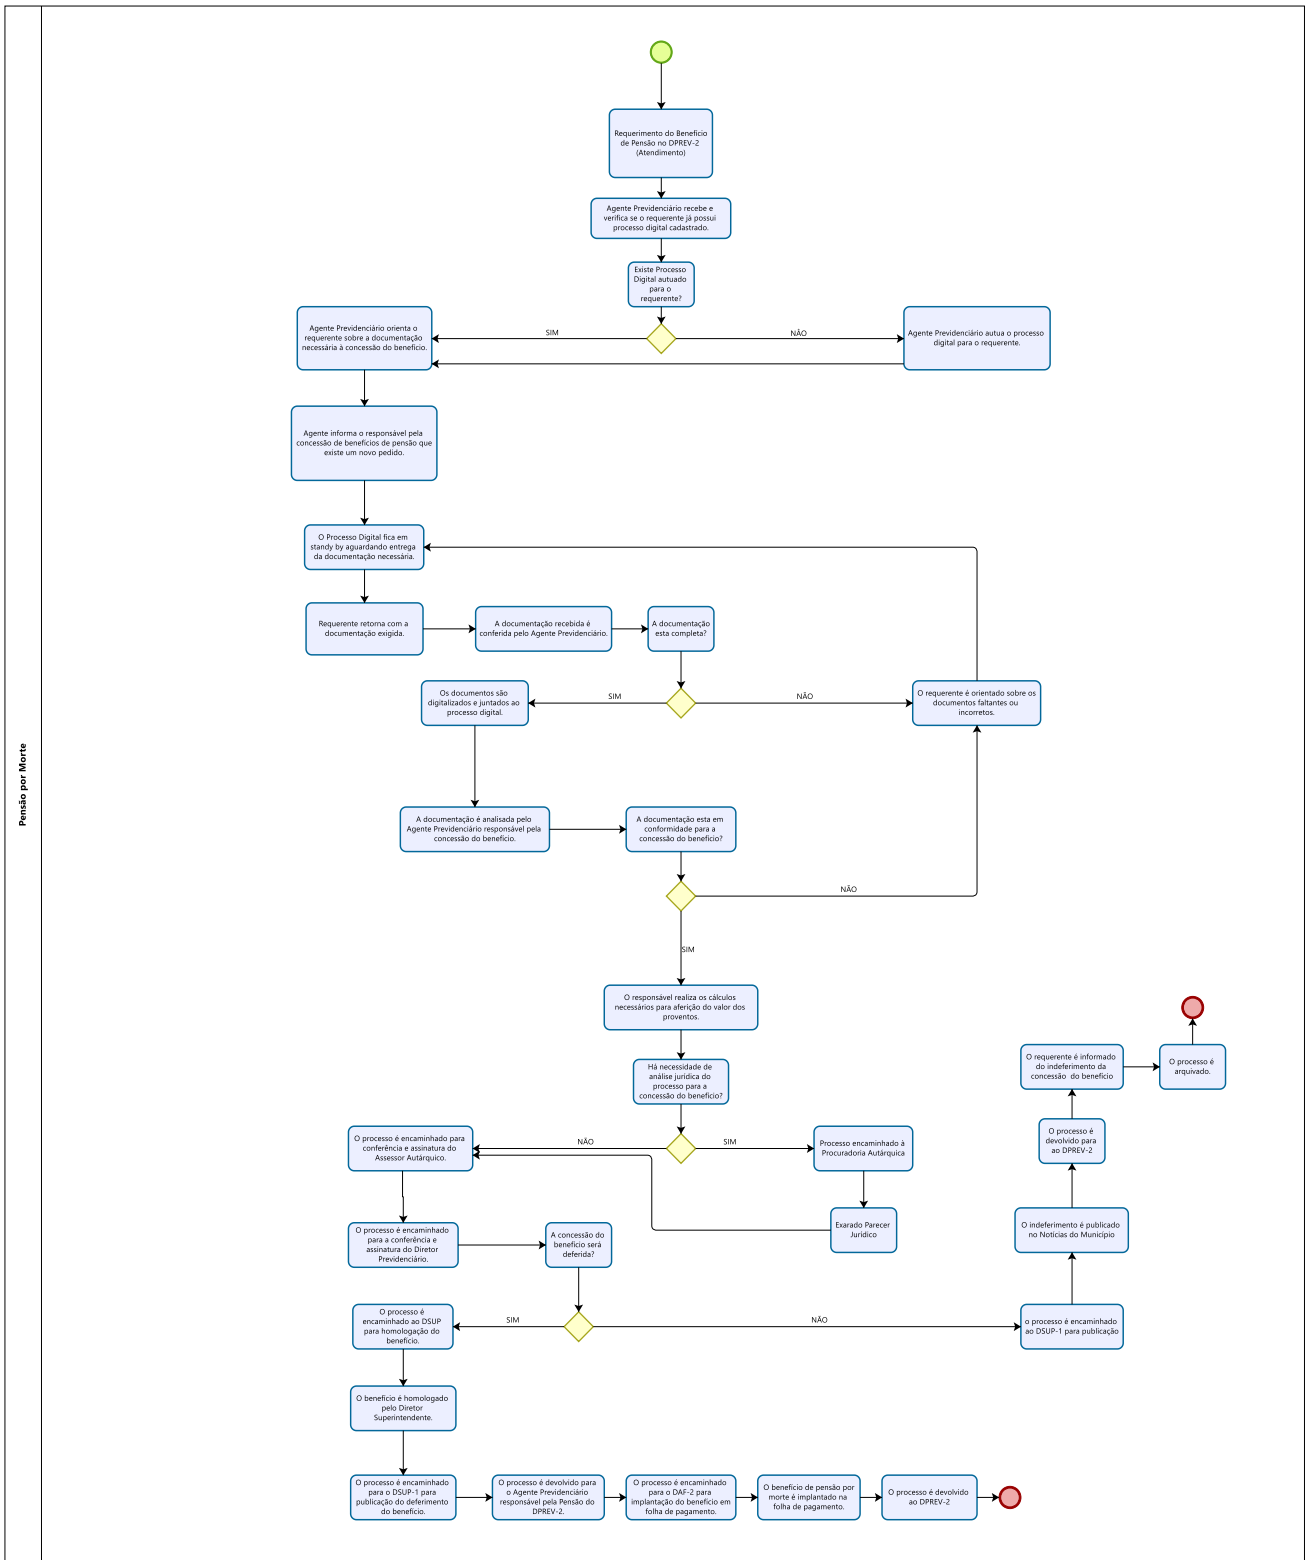 Pensão por Morte
Requerimento do Benefício
de Pensão no DPREV-2
(Atendimento)
Agente Previdenciário recebe e
verifica se o requerente já possui
processo digital cadastrado.
Existe Processo
Digital autuado
para o
requerente?
SIM
NÃO
Agente Previdenciário orienta o
requerente sobre a documentação
necessária à concessão do benefício.
Agente Previdenciário autua o processo
digital para o requerente.
Agente informa o responsável pela
concessão de benefícios de pensão que
existe um novo pedido.
O Processo Digital fica em
standy by aguardando entrega
da documentação necessária.
Requerente retorna com a
documentação exigida.
A documentação recebida é
conferida pelo Agente Previdenciário.
A documentação
esta completa?
SIM
NÃO
Os documentos são
digitalizados e juntados ao
processo digital.
O requerente é orientado sobre os
documentos faltantes ou
incorretos.
A documentação é analisada pelo
Agente Previdenciário responsável pela
concessão do benefício.
A documentação esta em
conformidade para a
concessão do benefício?
NÃO
SIM
O responsável realiza os cálculos
necessários para aferição do valor dos
proventos.
Há necessidade de
análise jurídica do
processo para a
concessão do benefício?
NÃO
SIM
O processo é encaminhado para
conferência e assinatura do
Assessor Autárquico.
Processo encaminhado à
Procuradoria Autárquica
Exarado Parecer
Jurídico
O processo é encaminhado
para a conferência e
assinatura do Diretor
Previdenciário.
A concessão do
benefício será
deferida?
SIM
NÃO
O processo é
encaminhado ao DSUP
para homologação do
benefício.
o processo é encaminhado
ao DSUP-1 para publicação
O indeferimento é publicado
no Notícias do Município
O processo é
devolvido para
ao DPREV-2
O requerente é informado
do indeferimento da
concessão  do benefício
O processo é
arquivado.
O benefício é homologado
pelo Diretor
Superintendente.
O processo é encaminhado
para o DSUP-1 para
publicação do deferimento
do benefício.
O processo é devolvido para
o Agente Previdenciário
responsável pela Pensão do
DPREV-2.
O processo é encaminhado
para o DAF-2 para
implantação do benefício em
folha de pagamento.
O benefício de pensão por
morte é implantado na
folha de pagamento.
O processo é devolvido
ao DPREV-2